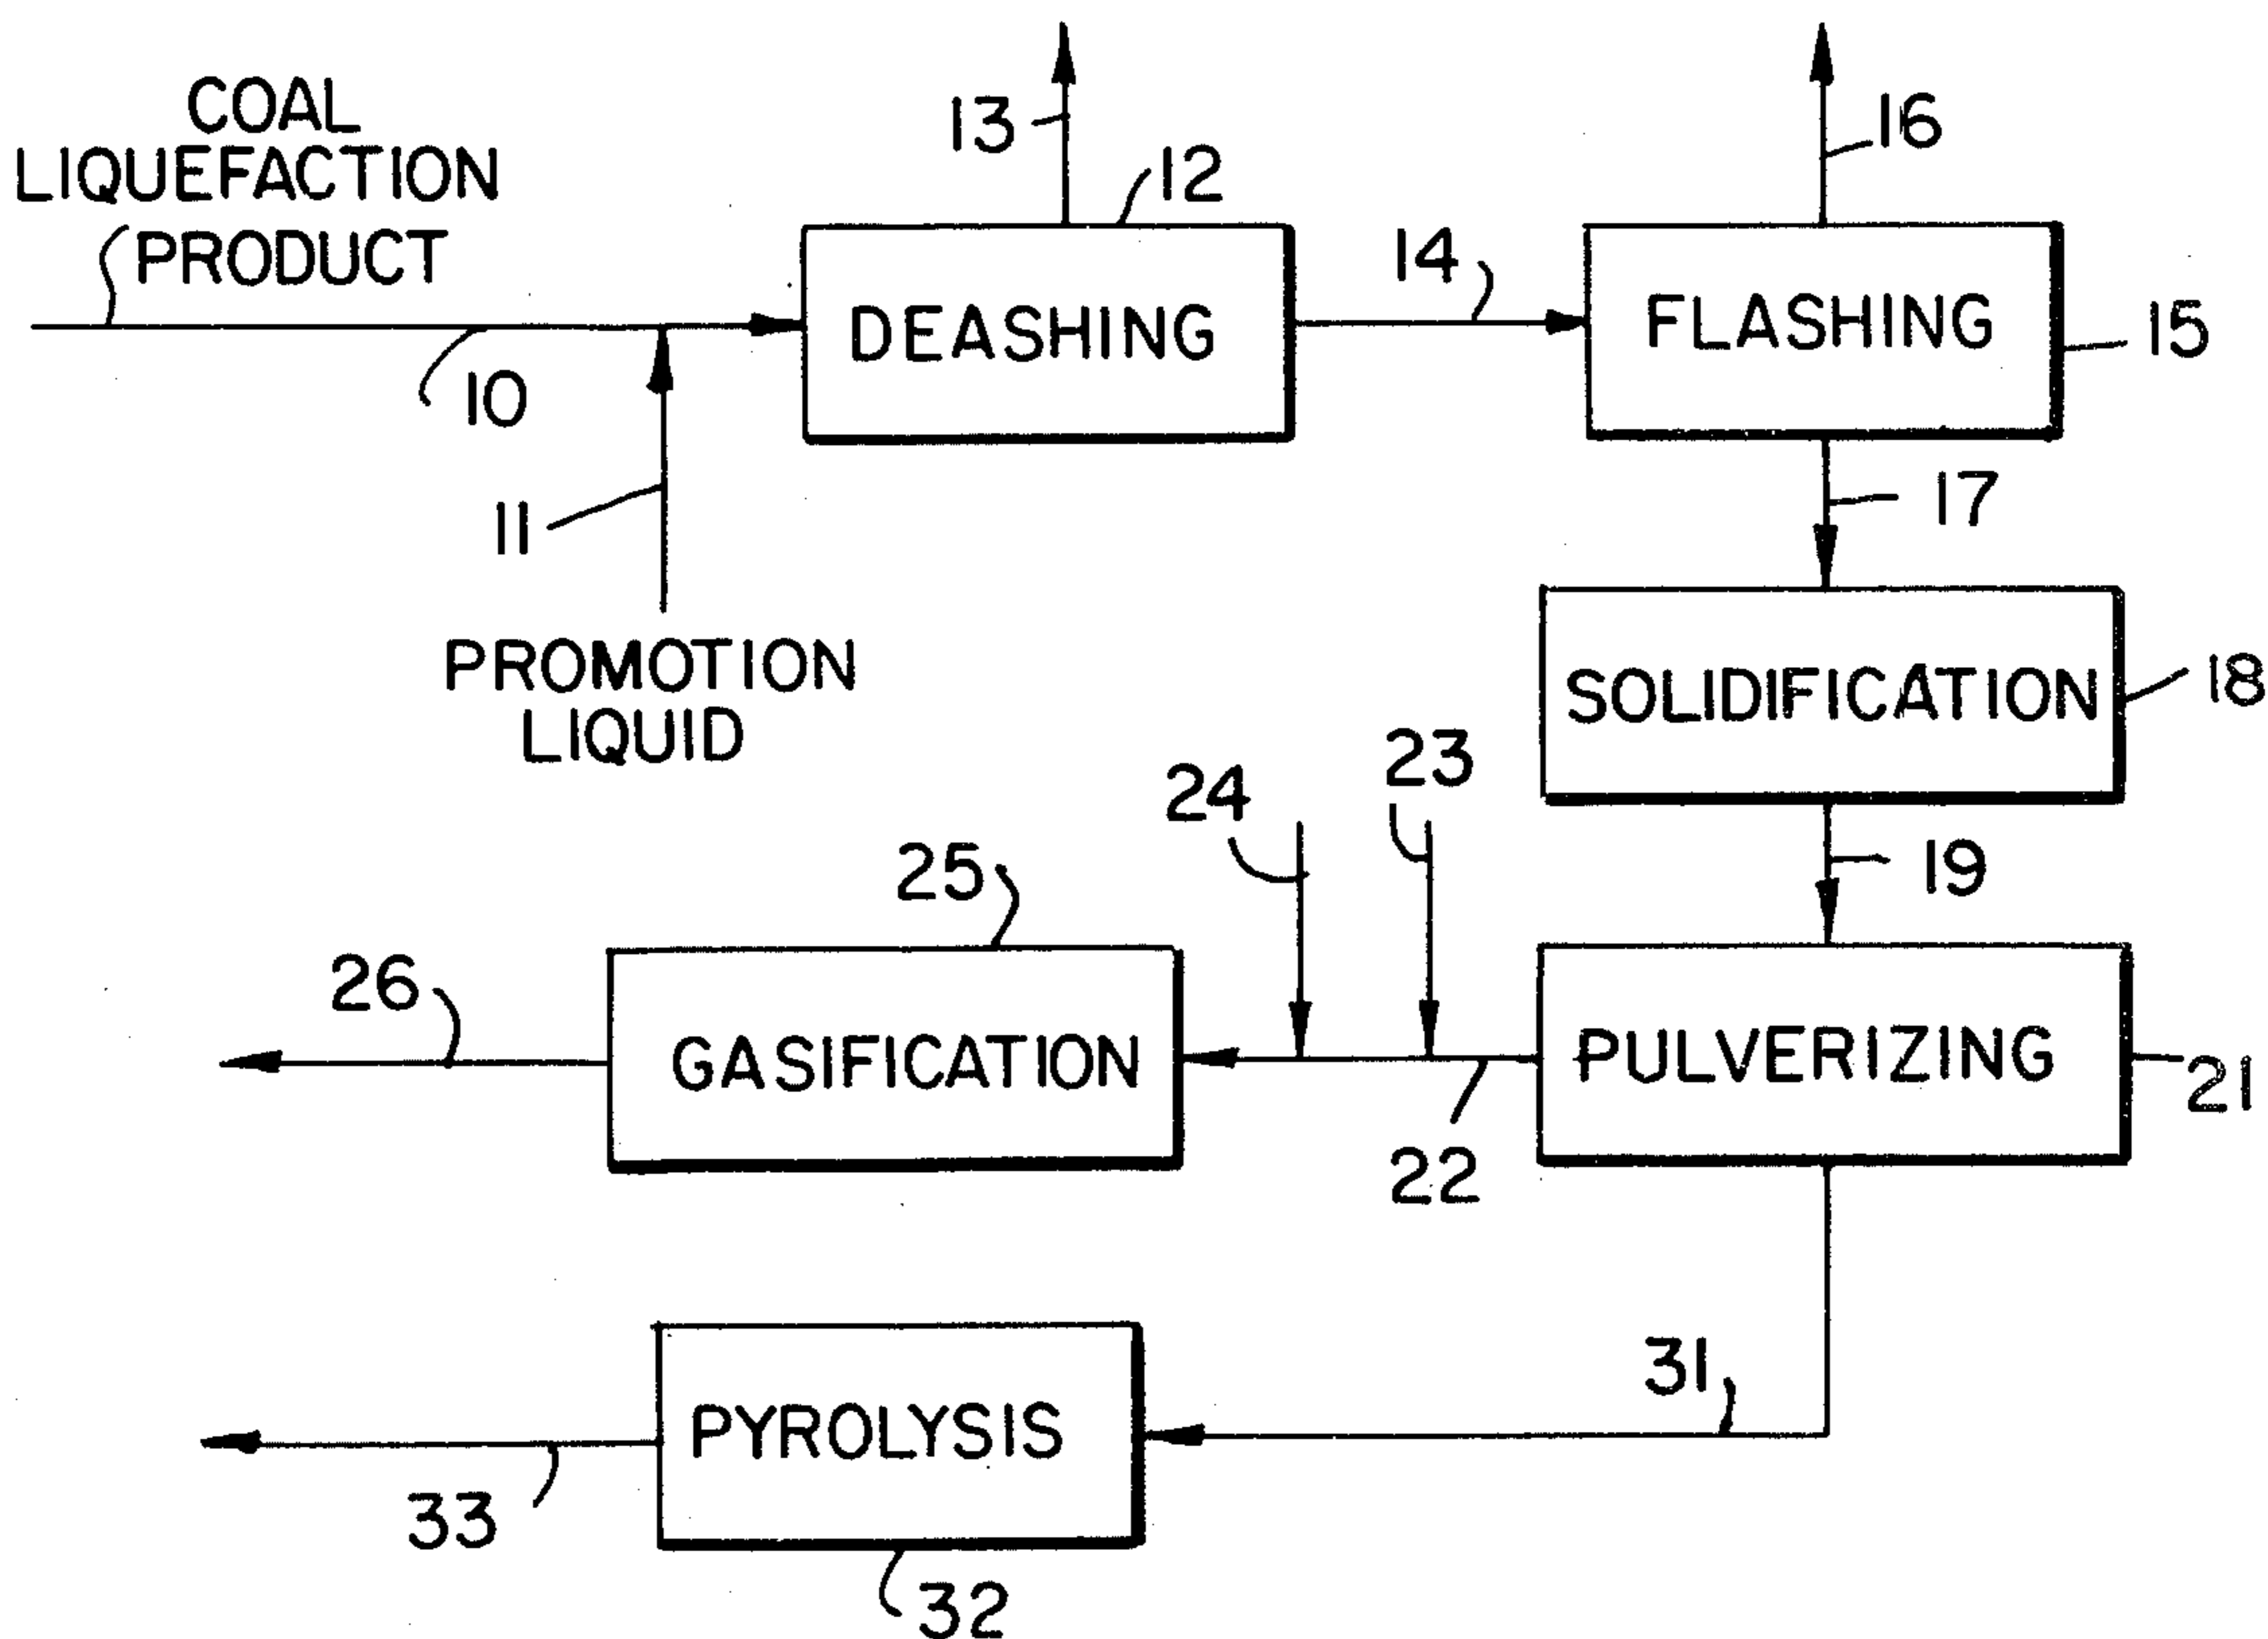 COAL
LIQUEFACTION
PRODUCT
10
11
PROMOTION
LIQUID
13
12
DEASHING
14
16
FLASHING
15
17
SOLIDIFICATION
18
19
23
24
25
26
GASIFICATION
22
PULVERIZING
21
31
PYROLYSIS
33
32